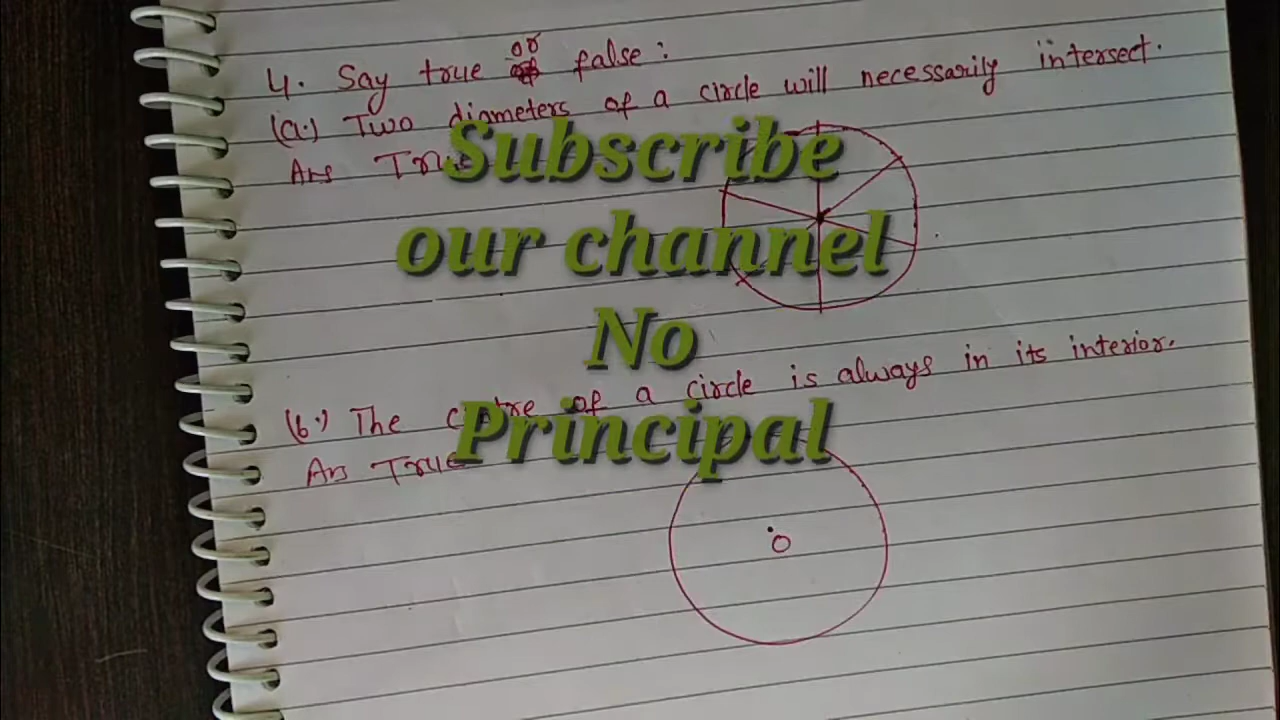 4. Say true or false :
(a.) Two diameters of a circle will necessarily intersect.
Ans True
(b.) The centre of a circle is always in its interior.
Ans True
O
Subscribe
our channel
No
Principal